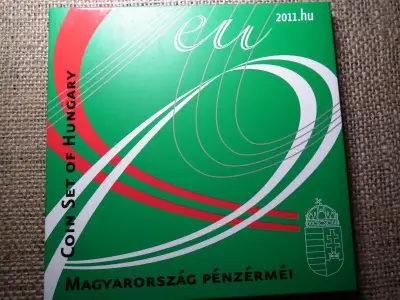 eu
2011.hu
COIN SET OF HUNGARY
MAGYARORSZÁG PÉNZÉRMÉI